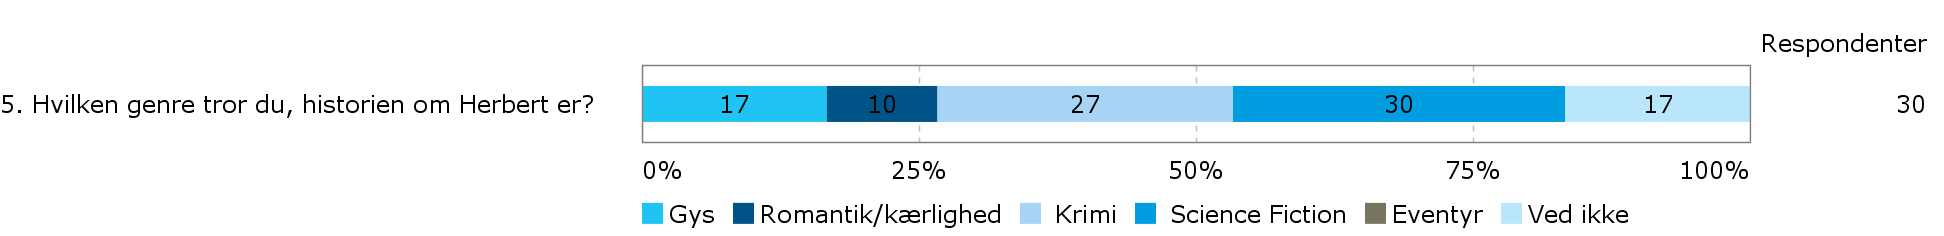 Respondenter
5. Hvilken genre tror du, historien om Herbert er? 17 10 27 30 17 30
0% 25% 50% 75% 100%
Gys Romantik/kærlighed Krimi Science Fiction Eventyr Ved ikke